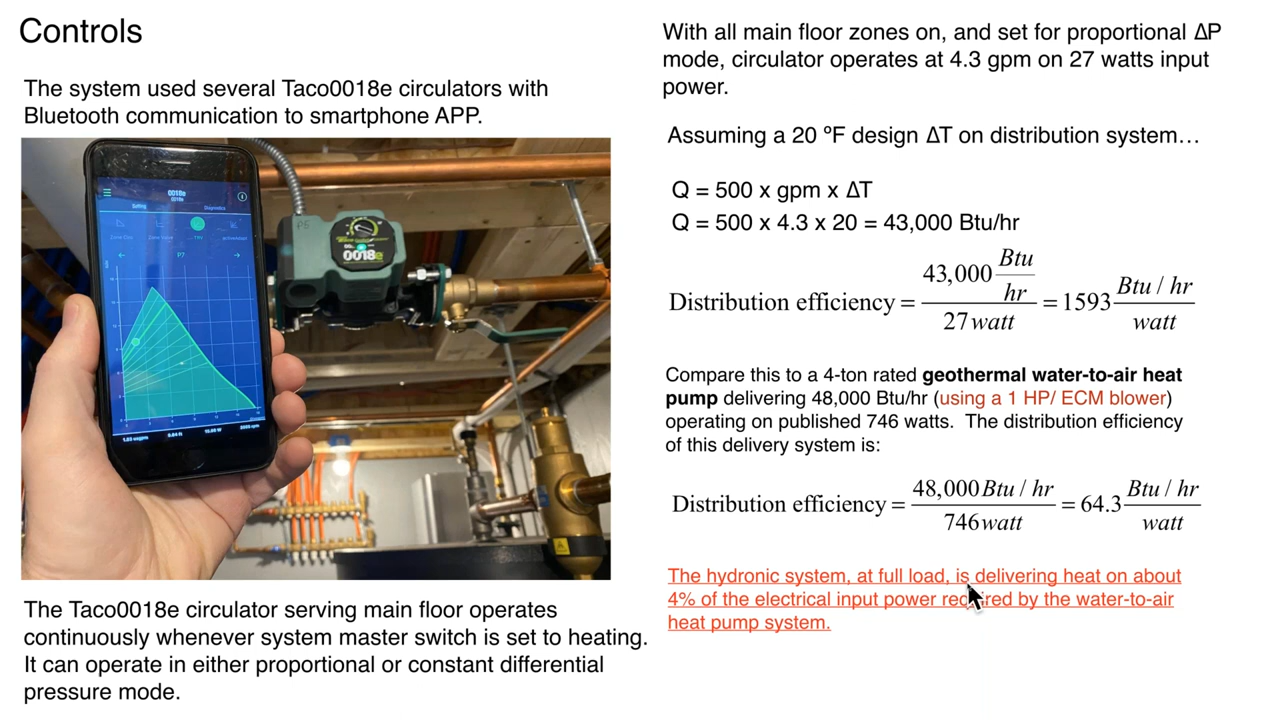 Controls
The system used several Taco0018e circulators with
Bluetooth communication to smartphone APP.
0018e
0018e
Setting
Diagnostics
P7
P5
0018e
The Taco0018e circulator serving main floor operates
continuously whenever system master switch is set to heating.
It can operate in either proportional or constant differential
pressure mode.
With all main floor zones on, and set for proportional ΔP
mode, circulator operates at 4.3 gpm on 27 watts input
power.
Assuming a 20 ºF design ΔT on distribution system…
Q = 500 x gpm x ΔT
Q = 500 x 4.3 x 20 = 43,000 Btu/hr
Distribution efficiency = 43,000 Btu/hr / 27 watt = 1593 Btu / hr / watt
Compare this to a 4-ton rated geothermal water-to-air heat
pump delivering 48,000 Btu/hr (using a 1 HP/ ECM blower)
operating on published 746 watts. The distribution efficiency
of this delivery system is:
Distribution efficiency = 48,000 Btu / hr / 746 watt = 64.3 Btu / hr / watt
The hydronic system, at full load, is delivering heat on about
4% of the electrical input power required by the water-to-air
heat pump system.